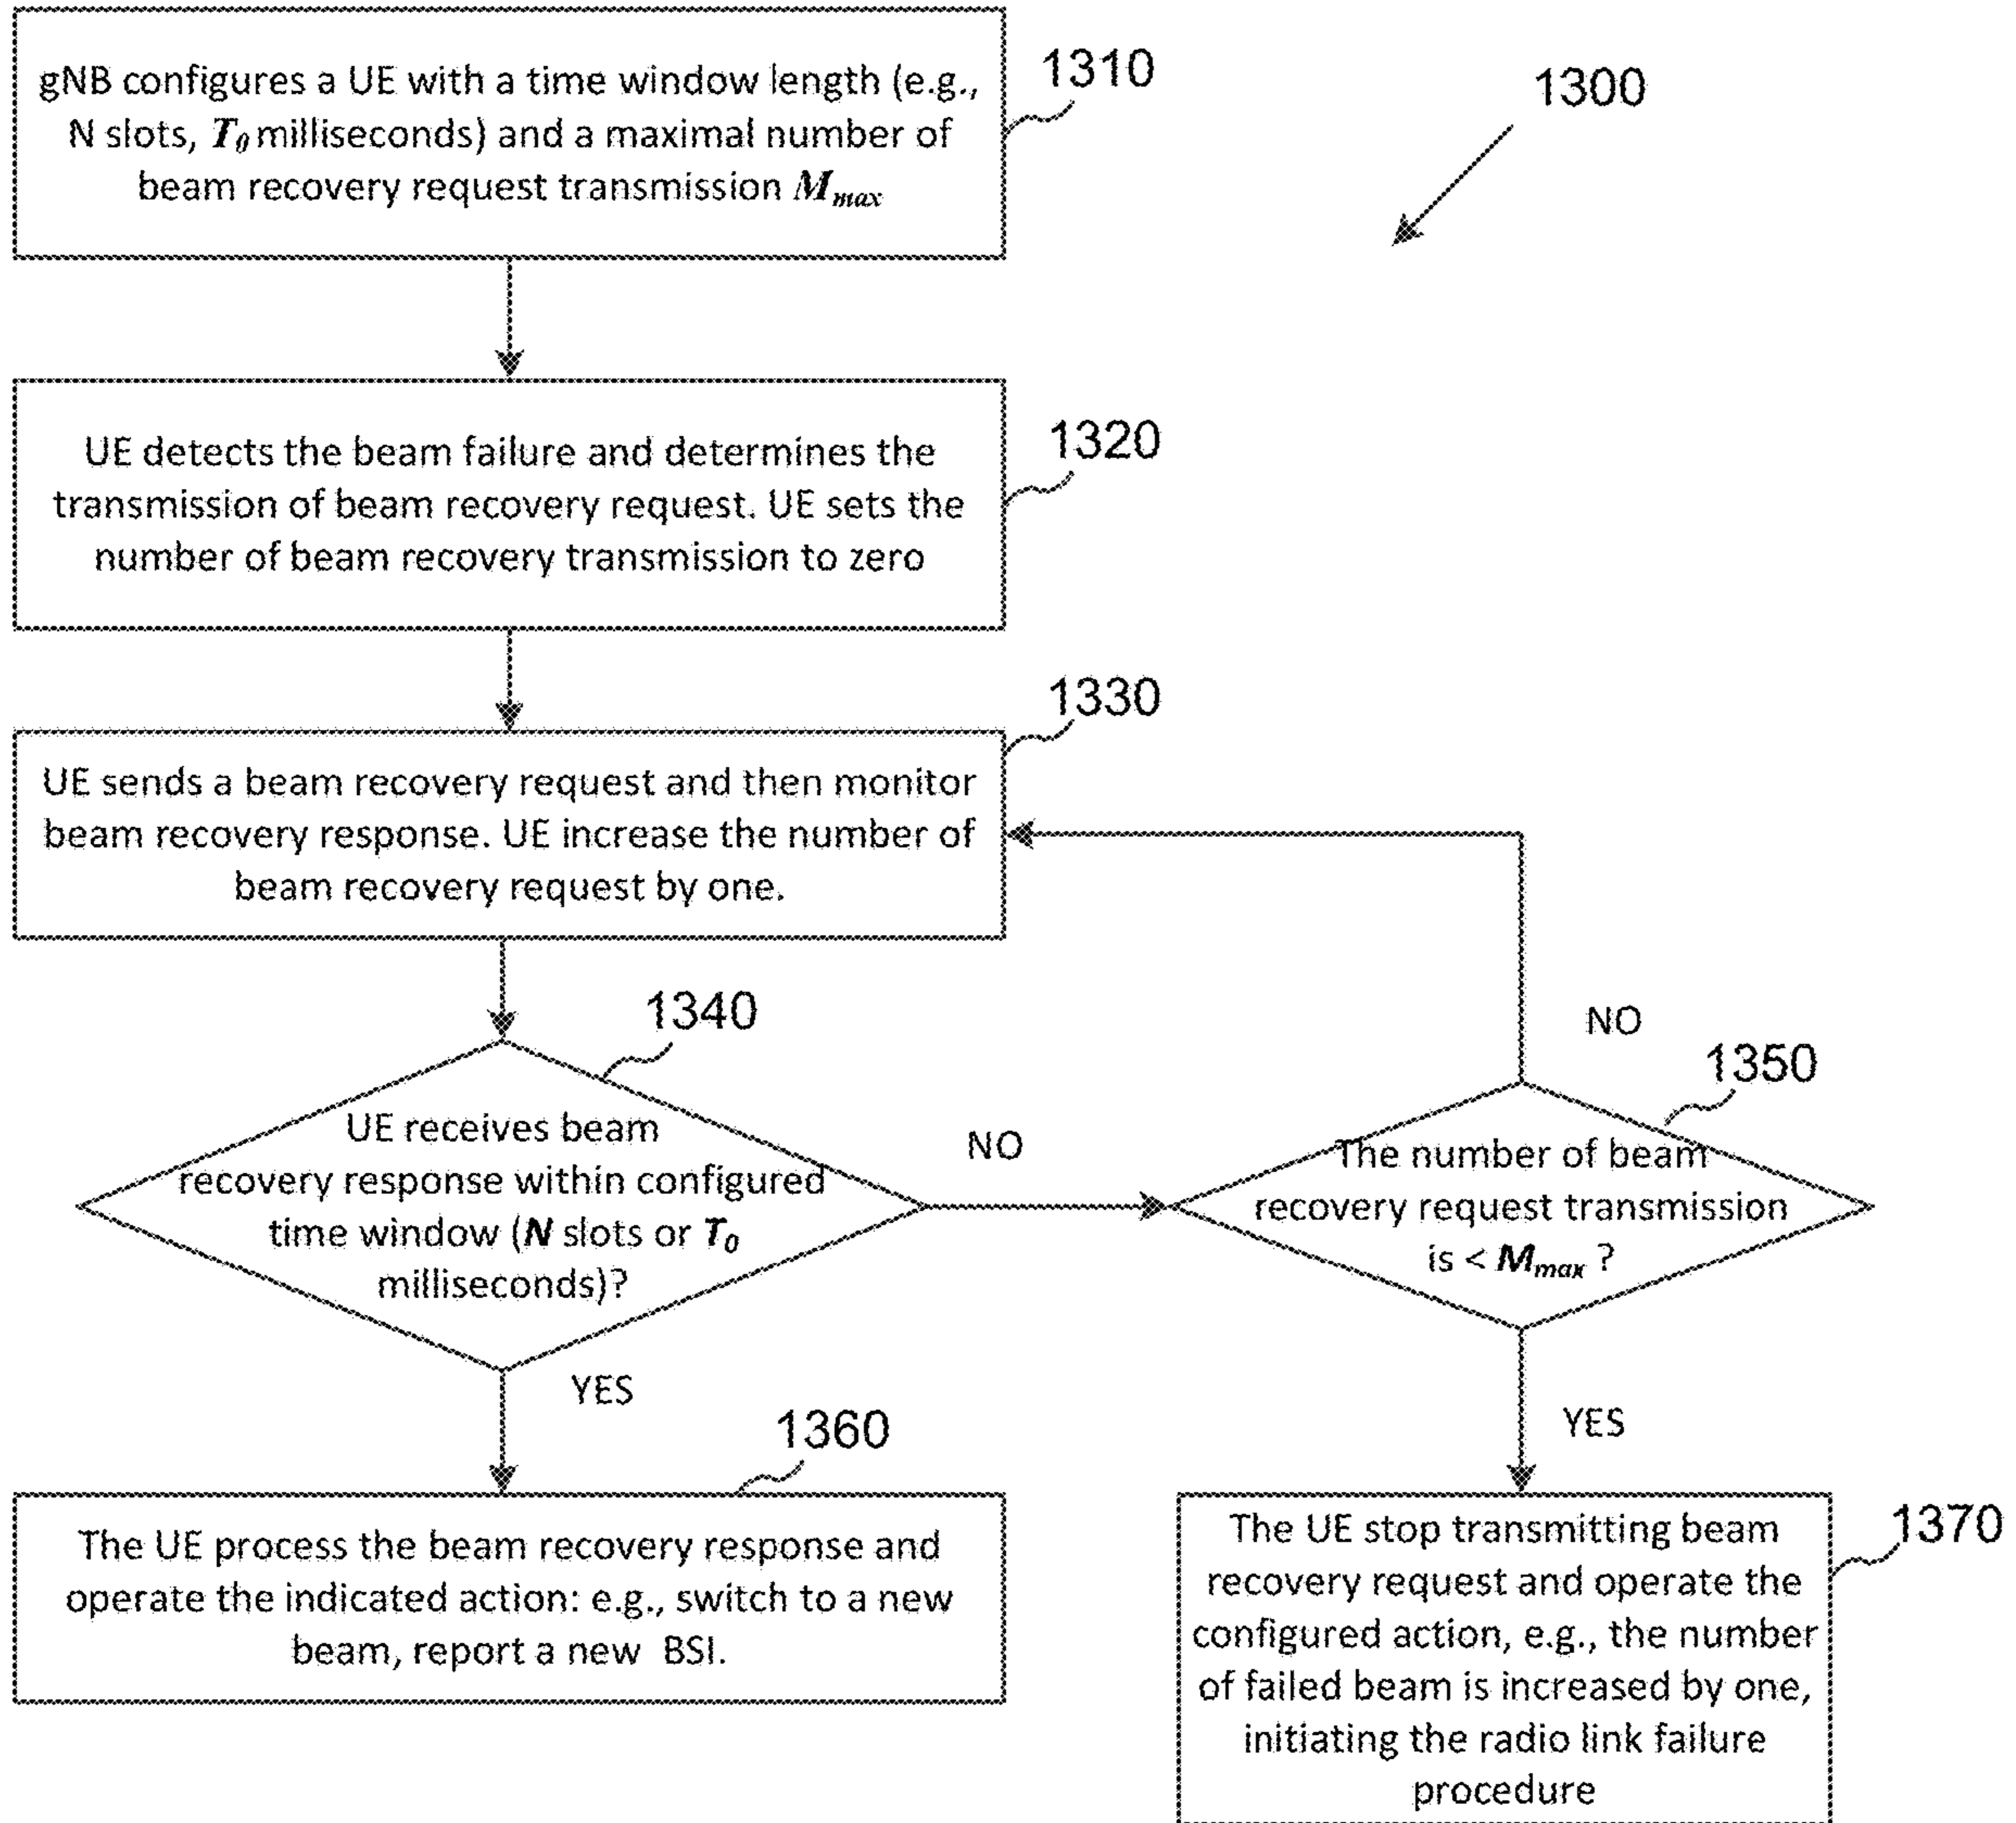 gNB configures a UE with a time window length (e.g.,
N slots, T0 milliseconds) and a maximal number of
beam recovery request transmission Mmax
1310
1300
UE detects the beam failure and determines the
transmission of beam recovery request. UE sets the
number of beam recovery transmission to zero
1320
UE sends a beam recovery request and then monitor
beam recovery response. UE increase the number of
beam recovery request by one.
1330
UE receives beam
recovery response within configured
time window (N slots or T0
milliseconds)?
1340
NO
YES
The number of beam
recovery request transmission
is < Mmax ?
1350
NO
YES
The UE process the beam recovery response and
operate the indicated action: e.g., switch to a new
beam, report a new BSI.
1360
The UE stop transmitting beam
recovery request and operate the
configured action, e.g., the number
of failed beam is increased by one,
initiating the radio link failure
procedure
1370